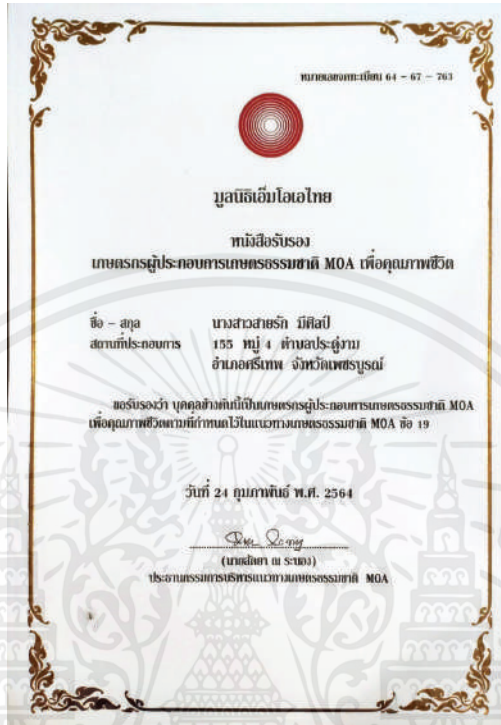 หมายเลขจดทะเบียน 64 - 67 - 763
มูลนิธิเอ็มโอเอไทย
หนังสือรับรอง
เกษตรกรผู้ประกอบการเกษตรธรรมชาติ MOA เพื่อคุณภาพชีวิต
ชื่อ - สกุล นางสาวสายรัก มีศิลป์
สถานที่ประกอบการ 155 หมู่ 4 ตำบลประดู่งาม
อำเภอศรีเทพ จังหวัดเพชรบูรณ์
ขอรับรองว่า บุคคลข้างต้นนี้เป็นเกษตรกรผู้ประกอบการเกษตรธรรมชาติ MOA
เพื่อคุณภาพชีวิตตามที่กำหนดไว้ในแนวทางเกษตรธรรมชาติ MOA ข้อ 19
วันที่ 24 กุมภาพันธ์ พ.ศ. 2564
ณ ระนอง)
ประธานกรรมการบริหารแนวทางเกษตรธรรมชาติ MOA